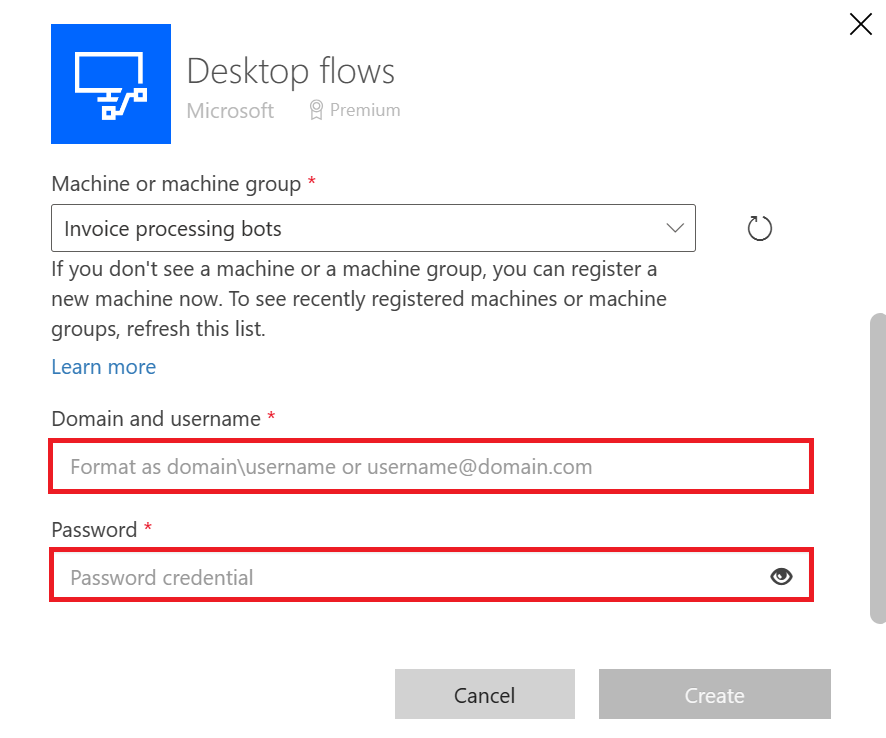 Desktop flows
Microsoft Premium
Machine or machine group *
Invoice processing bots
If you don't see a machine or a machine group, you can register a
new machine now. To see recently registered machines or machine
groups, refresh this list.
Learn more
Domain and username *
Format as domain\username or username@domain.com
Password *
Password credential
Cancel Create